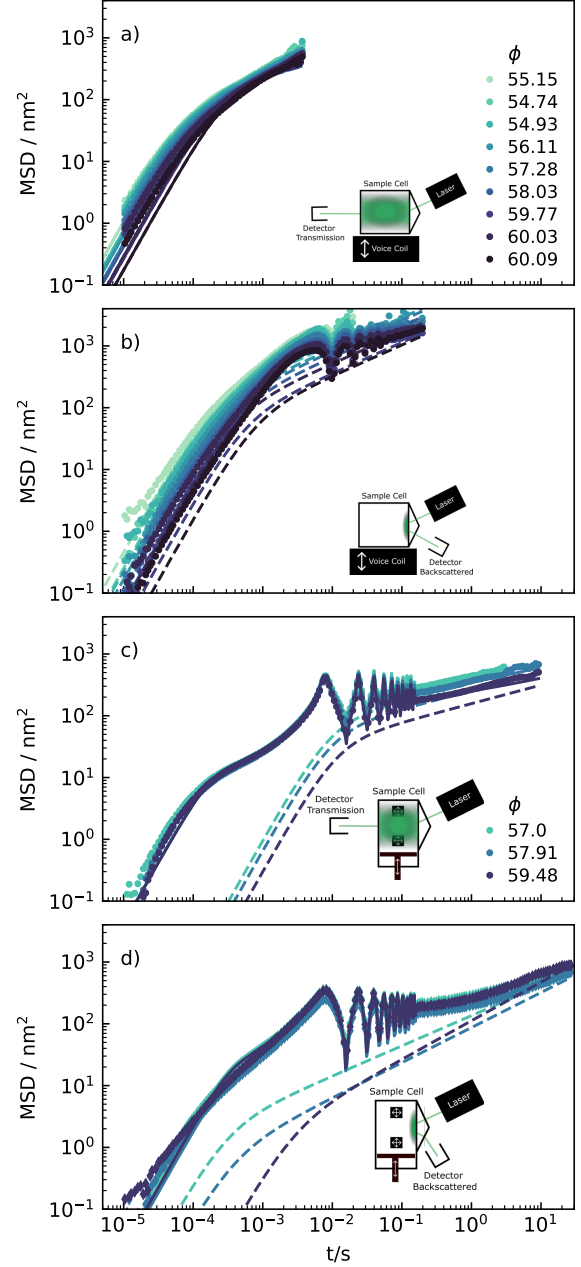 a)
MSD / nm²
10³
10²
10¹
10⁰
10⁻¹
ϕ
55.15
54.74
54.93
56.11
57.28
58.03
59.77
60.03
60.09
Sample Cell
Laser
Detector
Transmission
Voice Coil
b)
MSD / nm²
10³
10²
10¹
10⁰
10⁻¹
Sample Cell
Laser
Voice Coil
Detector
Backscattered
c)
MSD / nm²
10³
10²
10¹
10⁰
10⁻¹
Sample Cell
Detector
Transmission
Laser
ϕ
57.0
57.91
59.48
d)
MSD / nm²
10³
10²
10¹
10⁰
10⁻¹
Sample Cell
Laser
Detector
Backscattered
10⁻⁵ 10⁻⁴ 10⁻³ 10⁻² 10⁻¹ 10⁰ 10¹
t/s